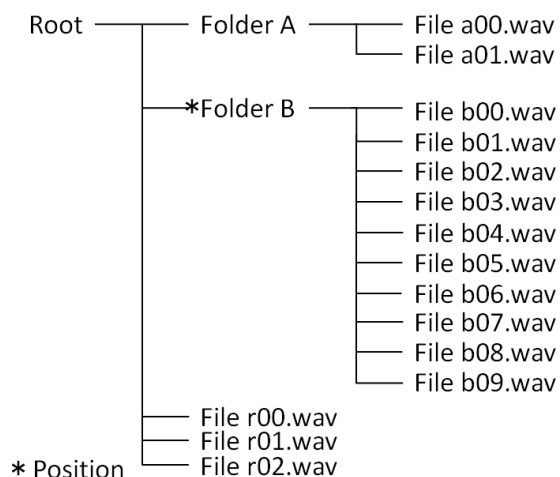 Root Folder A File a00.wav
File a01.wav
*Folder B File b00.wav
File b01.wav
File b02.wav
File b03.wav
File b04.wav
File b05.wav
File b06.wav
File b07.wav
File b08.wav
File b09.wav
File r00.wav
File r01.wav
File r02.wav
* Position